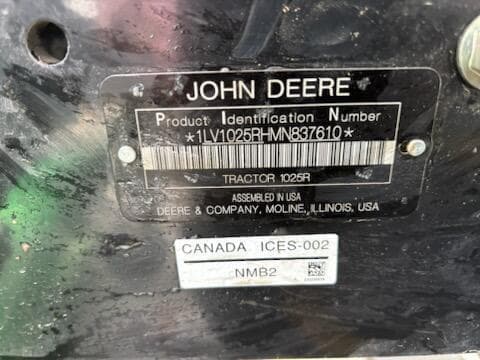 JOHN DEERE
Product Identification Number
*1LV1025RHMN837610*
TRACTOR 1025R
ASSEMBLED IN USA
DEERE & COMPANY, MOLINE, ILLINOIS, USA
CANADA ICES-002
NMB2